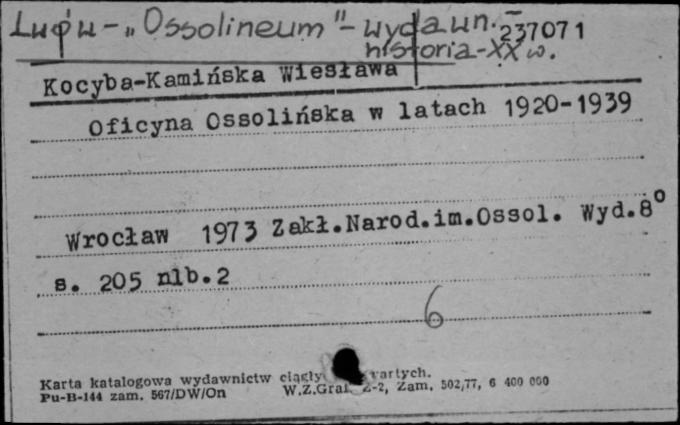 Lwów - „Ossolineum" - wydawn. - 237071
historia - XX w.
Kocyba-Kamińska Wiesława
Oficyna Ossolińska w latach 1920-1939
Wrocław 1973 Zakł.Narod.im.Ossol. Wyd.8°
s. 205 nlb.2
6
Karta katalogowa wydawnictw ciągły
Pu-B-144 zam. 567/DW/On W.Z.Graf. Z-2, Zam. 502/77, 6 400 000